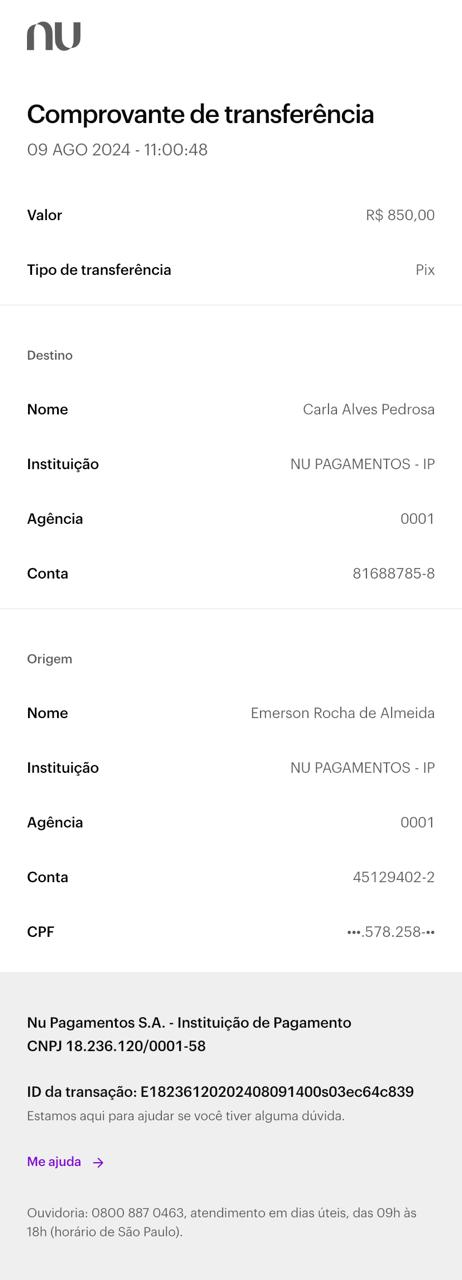 nu
Comprovante de transferência
09 AGO 2024 - 11:00:48
Valor R$ 850,00
Tipo de transferência Pix
Destino
Nome Carla Alves Pedrosa
Instituição NU PAGAMENTOS - IP
Agência 0001
Conta 81688785-8
Origem
Nome Emerson Rocha de Almeida
Instituição NU PAGAMENTOS - IP
Agência 0001
Conta 45129402-2
CPF •••.578.258-••
Nu Pagamentos S.A. - Instituição de Pagamento
CNPJ 18.236.120/0001-58
ID da transação: E18236120202408091400s03ec64c839
Estamos aqui para ajudar se você tiver alguma dúvida.
Me ajuda →
Ouvidoria: 0800 887 0463, atendimento em dias úteis, das 09h às
18h (horário de São Paulo).